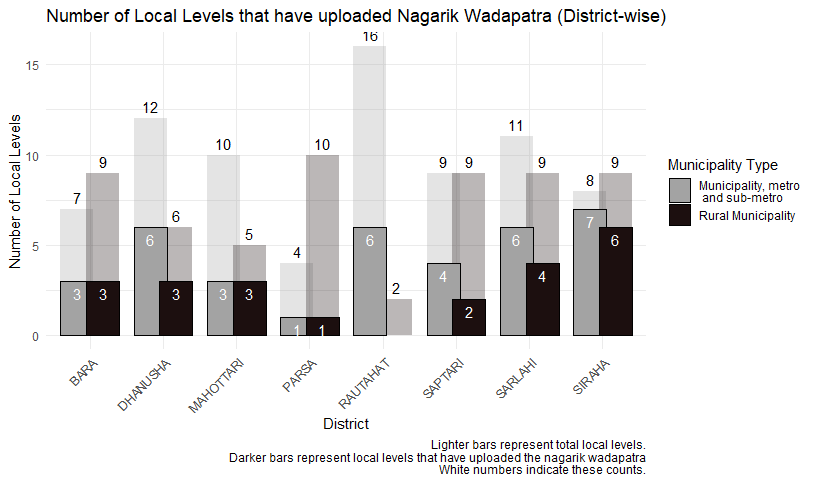 Number of Local Levels that have uploaded Nagarik Wadapatra (District-wise)
Number of Local Levels
15
10
5
0
7
9
3
3
12
6
6
3
10
5
3
3
4
10
1
1
16
2
6
9
9
4
2
11
9
6
4
8
9
7
6
BARA
DHANUSHA
MAHOTTARI
PARSA
RAUTAHAT
SAPTARI
SARLAHI
SIRAHA
District
Municipality Type
Municipality, metro
and sub-metro
Rural Municipality
Lighter bars represent total local levels.
Darker bars represent local levels that have uploaded the nagarik wadapatra
White numbers indicate these counts.